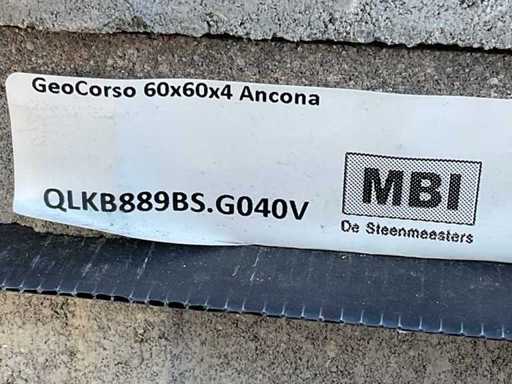 GeoCorso 60x60x4 Ancona
QLKB889BS.G040V
MBI
De Steenmeesters